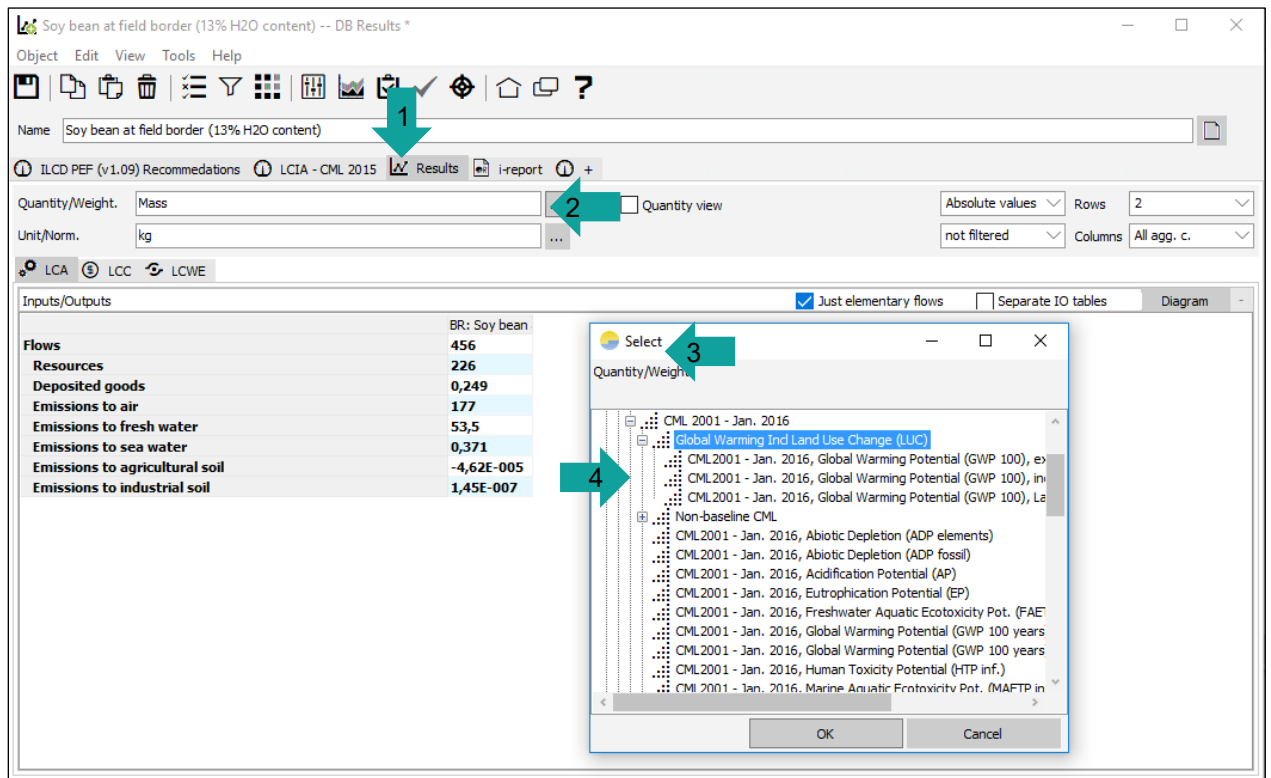 Soy bean at field border (13% H2O content) -- DB Results *
Object Edit View Tools Help
1
Name Soy bean at field border (13% H2O content)
ILCD PEF (v1.09) Recommedations LCIA - CML 2015 Results i-report +
Quantity/Weight. Mass 2 Quantity view Absolute values Rows 2
Unit/Norm. kg ... not filtered Columns All agg. c.
LCA LCC LCWE
Inputs/Outputs Just elementary flows Separate IO tables Diagram -
BR: Soy bean
Flows 456
Resources 226
Deposited goods 0,249
Emissions to air 177
Emissions to fresh water 53,5
Emissions to sea water 0,371
Emissions to agricultural soil -4,62E-005
Emissions to industrial soil 1,45E-007
Select 3
Quantity/Weight
CML 2001 - Jan. 2016
Global Warming Ind Land Use Change (LUC)
CML2001 - Jan. 2016, Global Warming Potential (GWP 100), ex
4 CML2001 - Jan. 2016, Global Warming Potential (GWP 100), in
CML2001 - Jan. 2016, Global Warming Potential (GWP 100), La
Non-baseline CML
CML2001 - Jan. 2016, Abiotic Depletion (ADP elements)
CML2001 - Jan. 2016, Abiotic Depletion (ADP fossil)
CML2001 - Jan. 2016, Acidification Potential (AP)
CML2001 - Jan. 2016, Eutrophication Potential (EP)
CML2001 - Jan. 2016, Freshwater Aquatic Ecotoxicity Pot. (FAET
CML2001 - Jan. 2016, Global Warming Potential (GWP 100 years
CML2001 - Jan. 2016, Global Warming Potential (GWP 100 years
CML2001 - Jan. 2016, Human Toxicity Potential (HTP inf.)
CML2001 - Jan. 2016, Marine Aquatic Ecotoxicity Pot. (MAETP in
OK Cancel